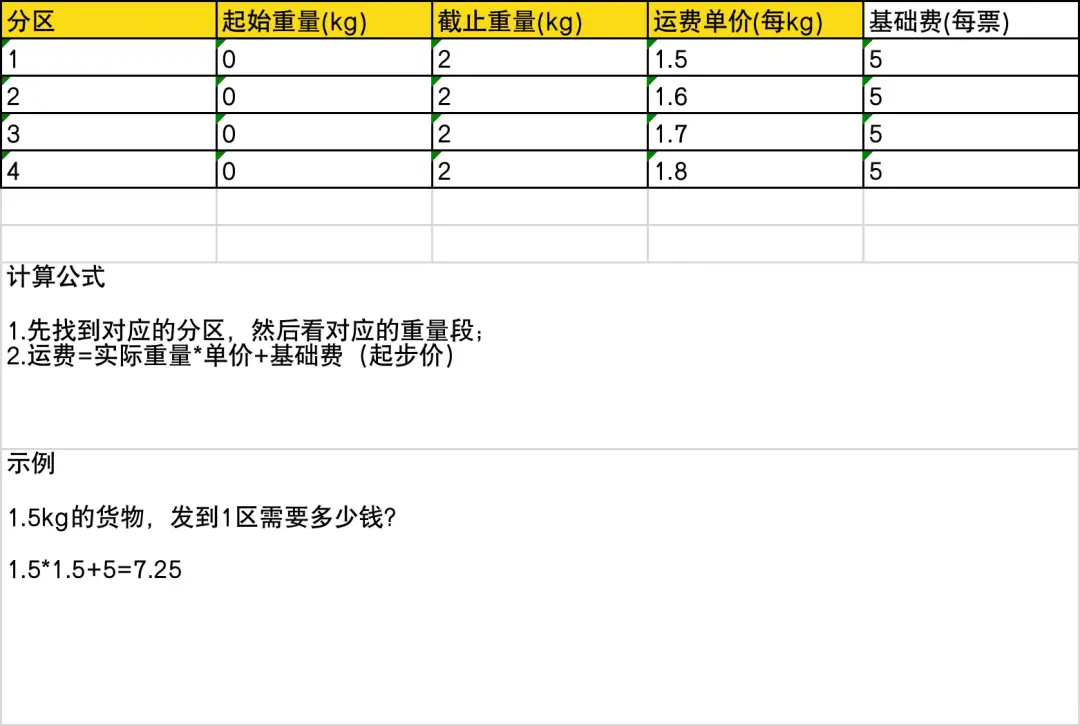 分区 起始重量(kg) 截止重量(kg) 运费单价(每kg) 基础费(每票)
1 0 2 1.5 5
2 0 2 1.6 5
3 0 2 1.7 5
4 0 2 1.8 5
计算公式
1.先找到对应的分区，然后看对应的重量段；
2.运费=实际重量*单价+基础费（起步价）
示例
1.5kg的货物，发到1区需要多少钱？
1.5*1.5+5=7.25